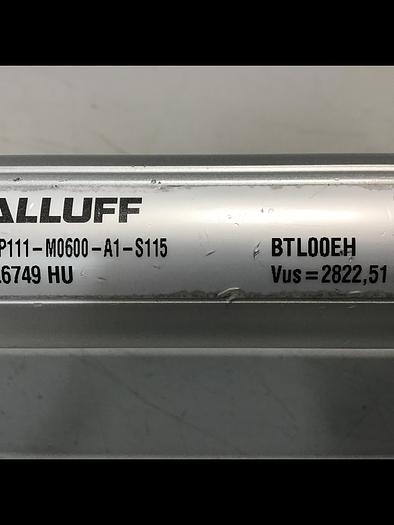 ALLUFF
P111-M0600-A1-S115 BTL00EH
6749 HU Vus=2822,51